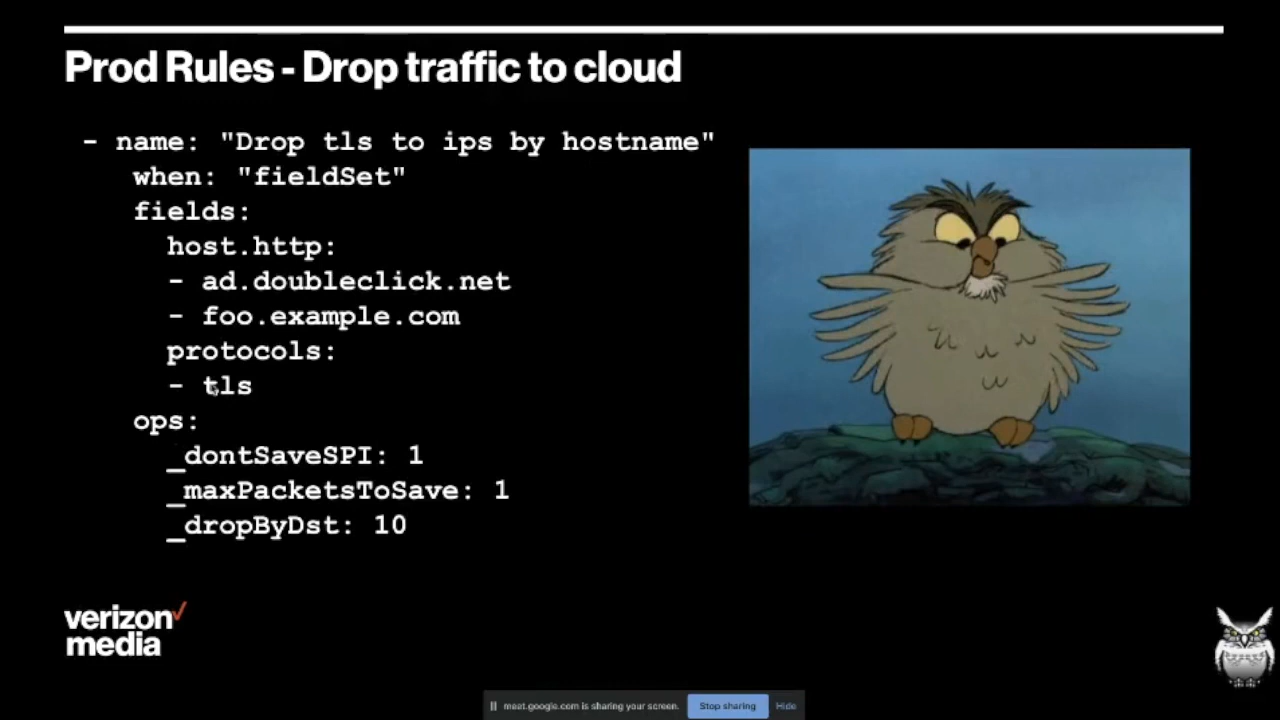 Prod Rules - Drop traffic to cloud
- name: "Drop tls to ips by hostname"
when: "fieldSet"
fields:
host.http:
- ad.doubleclick.net
- foo.example.com
protocols:
- tls
ops:
_dontSaveSPI: 1
_maxPacketsToSave: 1
_dropByDst: 10
verizon✓
media
meet.google.com is sharing your screen. Stop sharing Hide